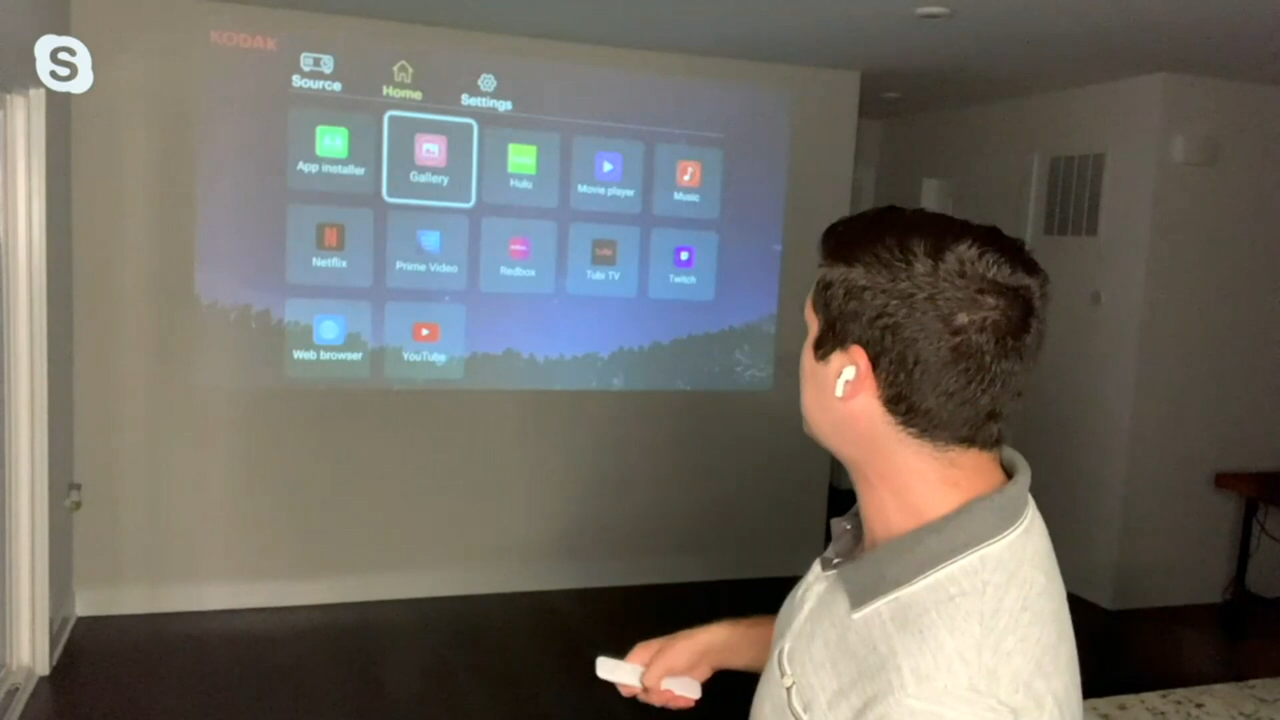 S
KODAK
Source
Home
Settings
App installer
Gallery
Hulu
Movie player
Music
Netflix
Prime Video
Redbox
Tubi TV
Twitch
Web browser
YouTube